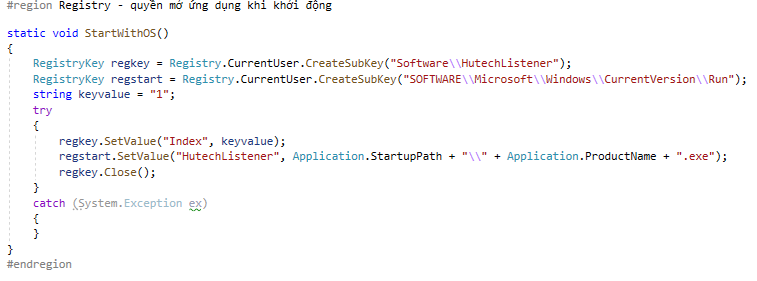 #region Registry - quyền mở ứng dụng khi khởi động
static void StartWithOS()
{
RegistryKey regkey = Registry.CurrentUser.CreateSubKey("Software\\HutechListener");
RegistryKey regstart = Registry.CurrentUser.CreateSubKey("SOFTWARE\\Microsoft\\Windows\\CurrentVersion\\Run");
string keyvalue = "1";
try
{
regkey.SetValue("Index", keyvalue);
regstart.SetValue("HutechListener", Application.StartupPath + "\\" + Application.ProductName + ".exe");
regkey.Close();
}
catch (System.Exception ex)
{
}
}
#endregion